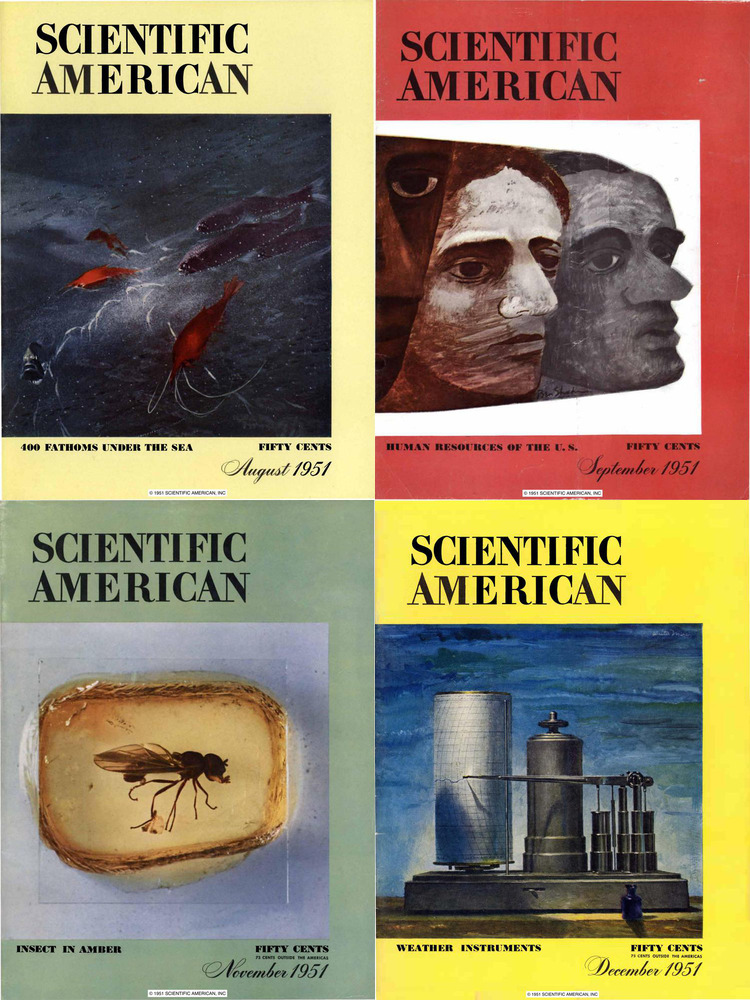 SCIENTIFIC
AMERICAN
400 FATHOMS UNDER THE SEA
FIFTY CENTS
August 1951
© 1951 SCIENTIFIC AMERICAN, INC
SCIENTIFIC
AMERICAN
HUMAN RESOURCES OF THE U. S.
FIFTY CENTS
September 1951
© 1951 SCIENTIFIC AMERICAN, INC
SCIENTIFIC
AMERICAN
INSECT IN AMBER
FIFTY CENTS
75 CENTS OUTSIDE THE AMERICAS
November 1951
© 1951 SCIENTIFIC AMERICAN, INC
SCIENTIFIC
AMERICAN
WEATHER INSTRUMENTS
FIFTY CENTS
75 CENTS OUTSIDE THE AMERICAS
December 1951
© 1951 SCIENTIFIC AMERICAN, INC